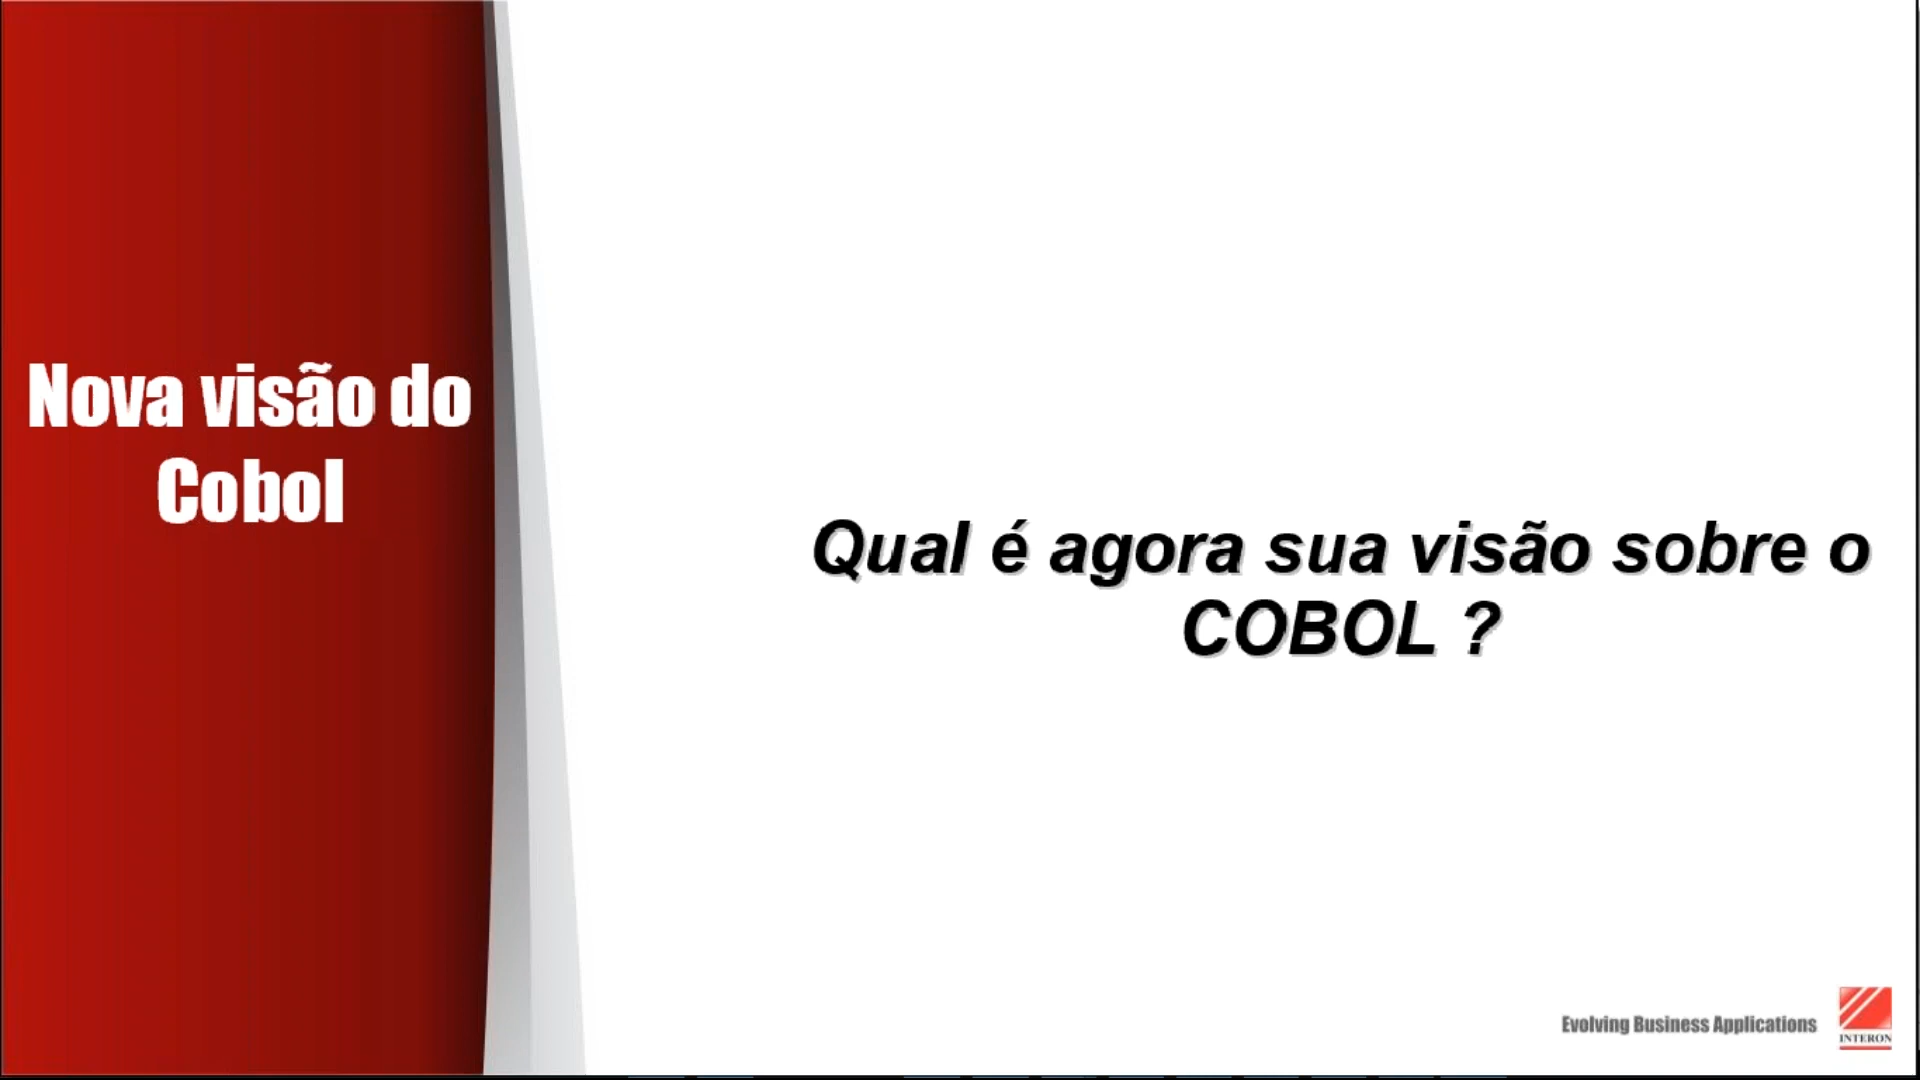 Nova visão do
Cobol
Qual é agora sua visão sobre o
COBOL ?
Evolving Business Applications
INTERON